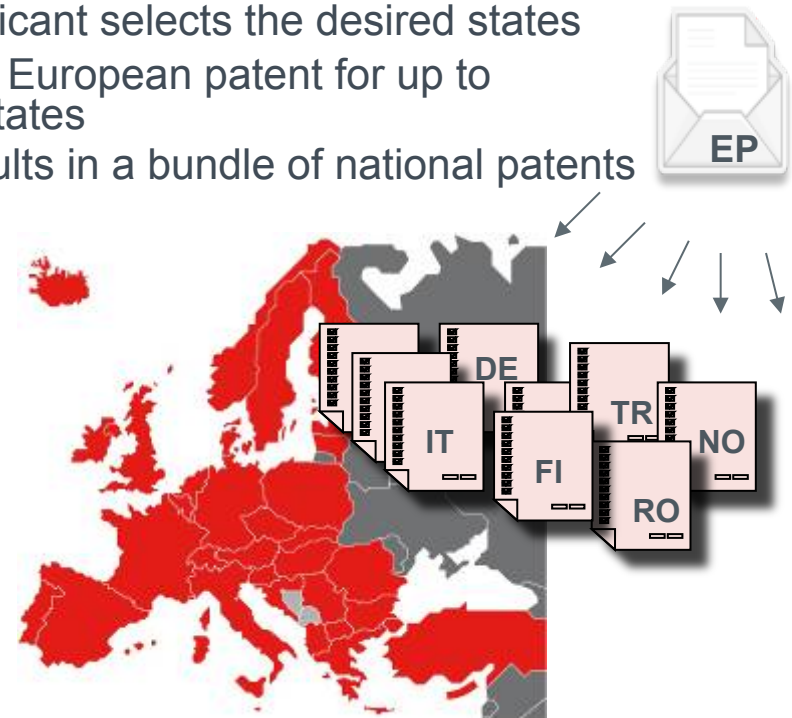 icant selects the desired states
European patent for up to
tates
ults in a bundle of national patents
EP
DE
IT
TR
NO
FI
RO